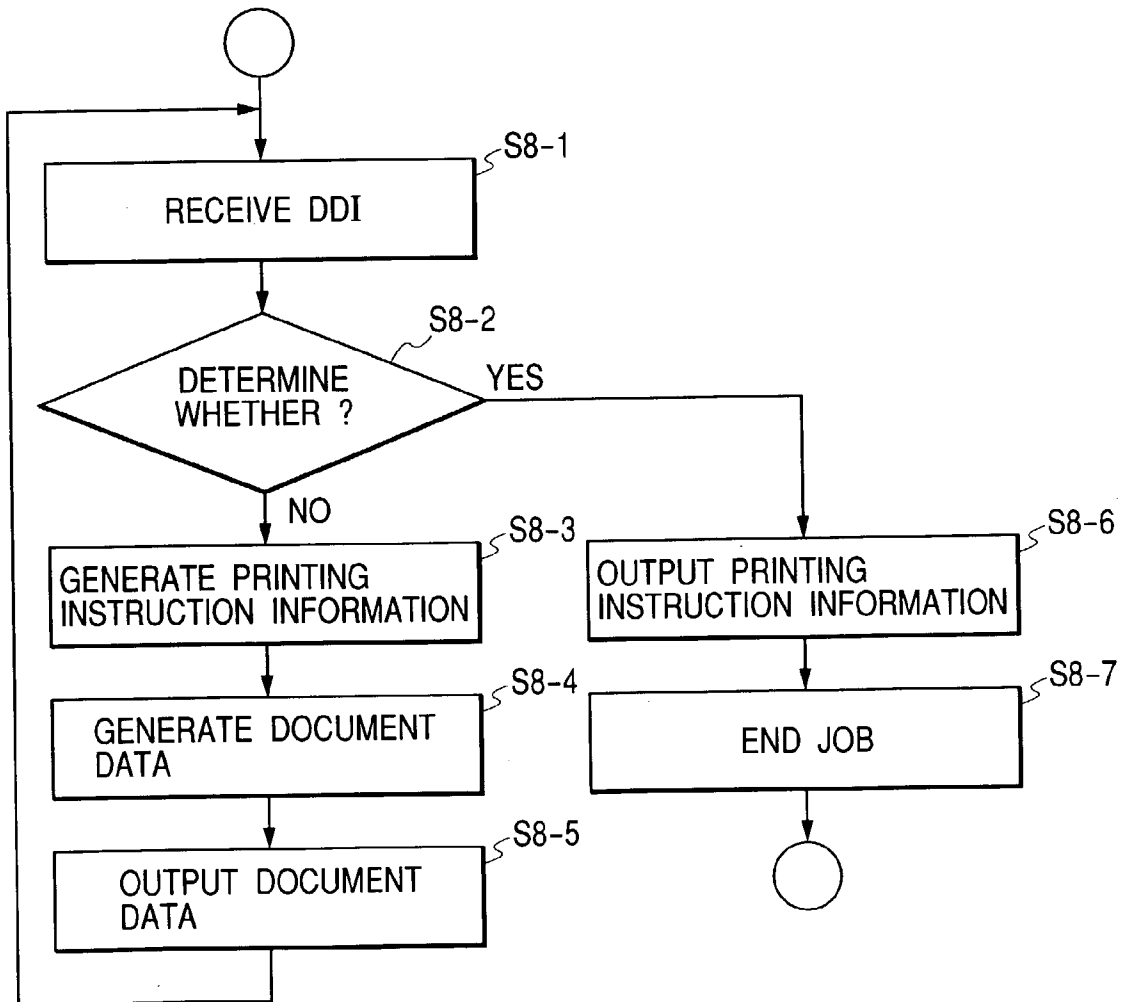 S8-1
RECEIVE DDI
S8-2
DETERMINE
WHETHER ?
YES
NO
S8-3
GENERATE PRINTING
INSTRUCTION INFORMATION
S8-6
OUTPUT PRINTING
INSTRUCTION INFORMATION
S8-4
GENERATE DOCUMENT
DATA
S8-7
END JOB
S8-5
OUTPUT DOCUMENT
DATA